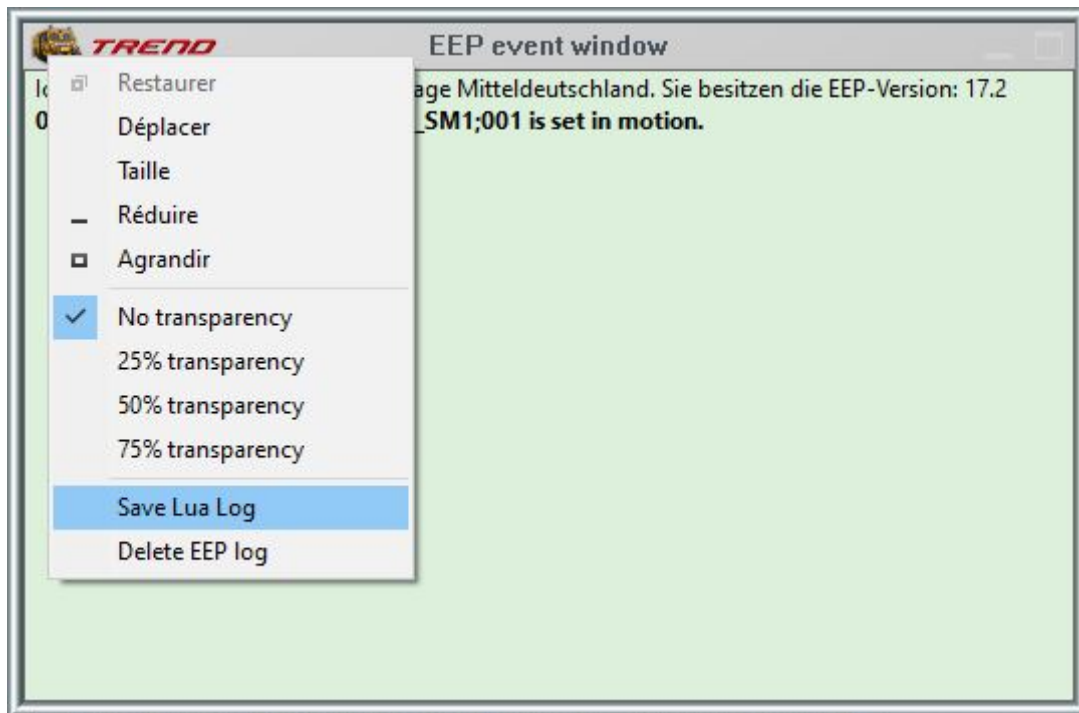 TREND EEP event window
age Mitteldeutschland. Sie besitzen die EEP-Version: 17.2
_SM1;001 is set in motion.
Restaurer
Déplacer
Taille
Réduire
Agrandir
No transparency
25% transparency
50% transparency
75% transparency
Save Lua Log
Delete EEP log